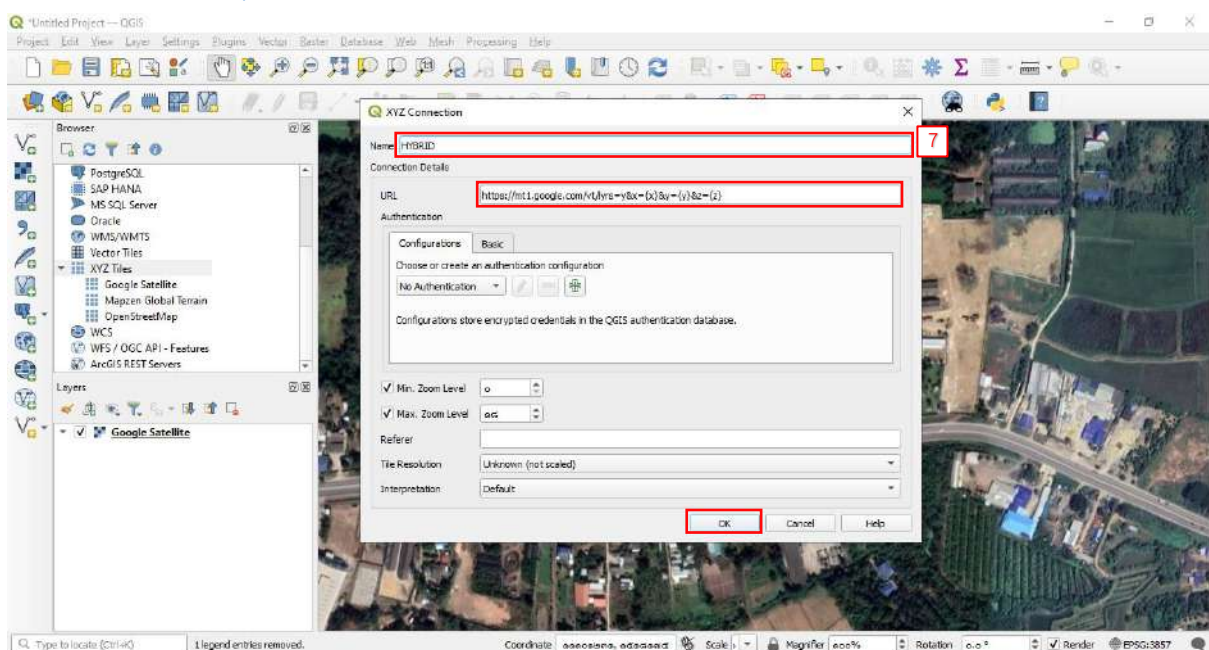 *Untitled Project — QGIS
Project Edit View Layer Settings Plugins Vector Raster Database Web Mesh Processing Help
XYZ Connection
Name HYBRID
7
Connection Details
URL https://mt1.google.com/vt/lyrs=y&x={x}&y={y}&z={z}
Authentication
Configurations Basic
Choose or create an authentication configuration
No Authentication
Configurations store encrypted credentials in the QGIS authentication database.
Min. Zoom Level
Max. Zoom Level
Referer
Tile Resolution Unknown (not scaled)
Interpretation Default
OK Cancel Help
Browser
PostgreSQL
SAP HANA
MS SQL Server
Oracle
WMS/WMTS
Vector Tiles
XYZ Tiles
Google Satellite
Mapzen Global Terrain
OpenStreetMap
WCS
WFS / OGC API - Features
ArcGIS REST Servers
Layers
Google Satellite
Type to locate (Ctrl+K) 1 legend entries removed. Coordinate Scale Magnifier Rotation Render EPSG:3857